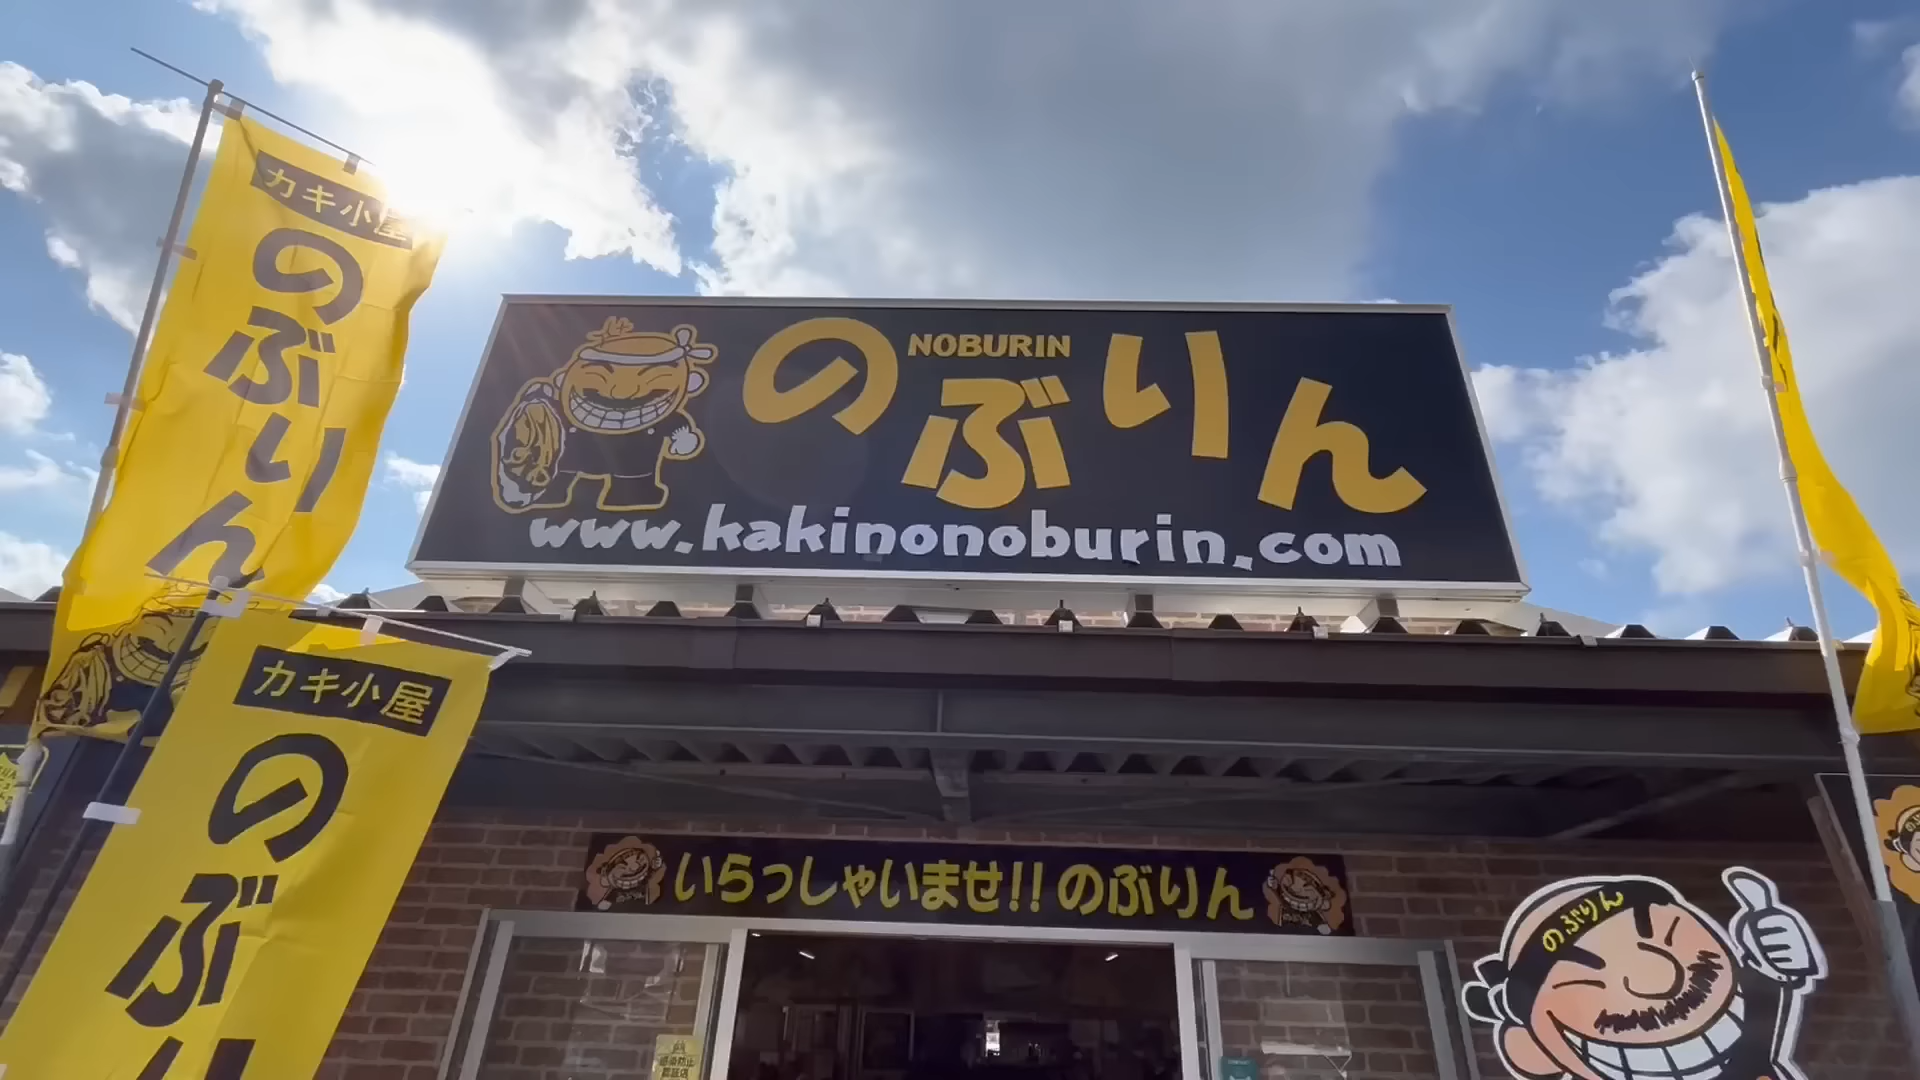 カキ小屋
のぶりん
NOBURIN
のぶりん
www.kakinonoburin.com
カキ小屋
のぶり
いらっしゃいませ!! のぶりん
のぶりん